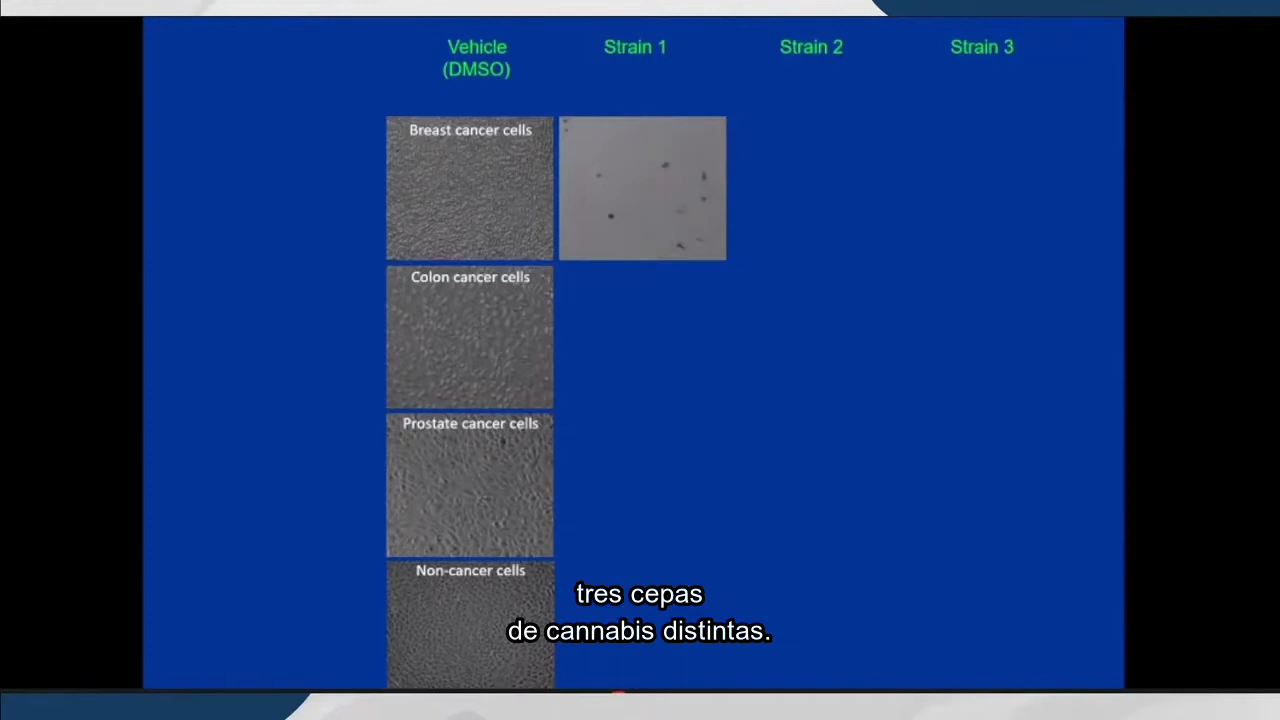 Vehicle
(DMSO)
Strain 1
Strain 2
Strain 3
Breast cancer cells
Colon cancer cells
Prostate cancer cells
Non-cancer cells
tres cepas
de cannabis distintas.